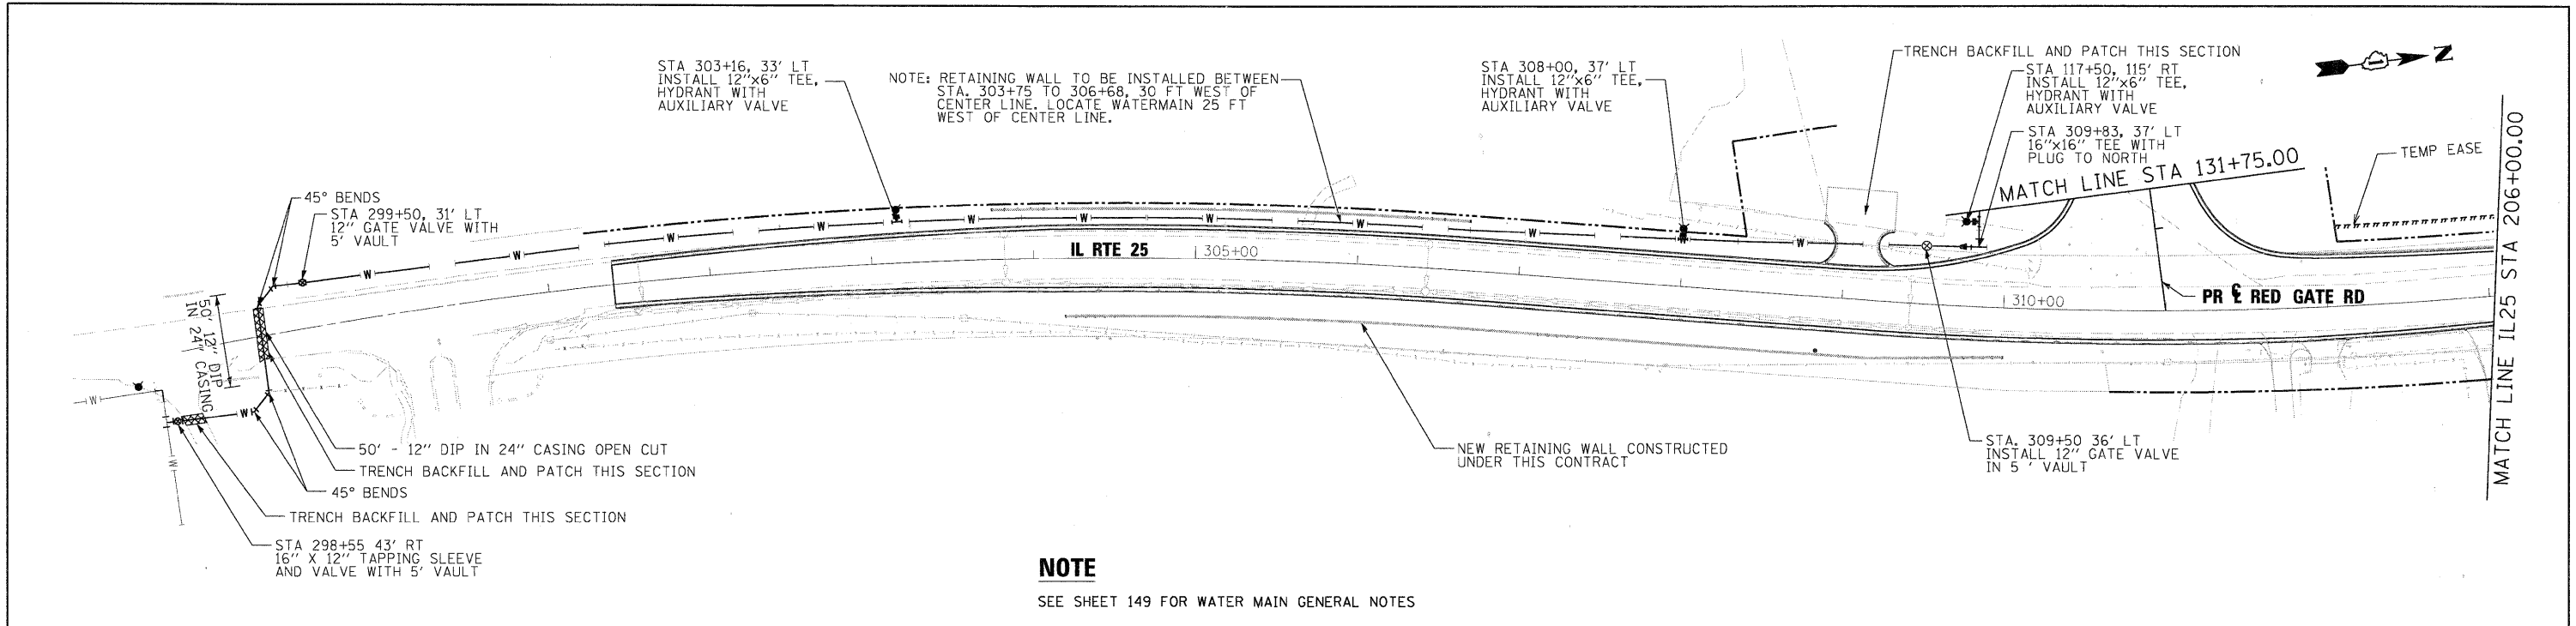 STA 303+16, 33' LT
INSTALL 12"x6" TEE,
HYDRANT WITH
AUXILIARY VALVE
NOTE: RETAINING WALL TO BE INSTALLED BETWEEN
STA. 303+75 TO 306+68, 30 FT WEST OF
CENTER LINE. LOCATE WATERMAIN 25 FT
WEST OF CENTER LINE.
STA 308+00, 37' LT
INSTALL 12"x6" TEE,
HYDRANT WITH
AUXILIARY VALVE
TRENCH BACKFILL AND PATCH THIS SECTION
STA 117+50, 115' RT
INSTALL 12"x6" TEE,
HYDRANT WITH
AUXILIARY VALVE
STA 309+83, 37' LT
16"x16" TEE WITH
PLUG TO NORTH
N
MATCH LINE STA 131+75.00
TEMP EASE
MATCH LINE IL25 STA 206+00.00
45° BENDS
STA 299+50, 31' LT
12" GATE VALVE WITH
5' VAULT
W
W
W
W
W
W
W
W
W
W
W
W
IL RTE 25
305+00
310+00
PR ℄ RED GATE RD
50' 12" DIP
IN 24" CASING
W
W
W
50' - 12" DIP IN 24" CASING OPEN CUT
TRENCH BACKFILL AND PATCH THIS SECTION
45° BENDS
TRENCH BACKFILL AND PATCH THIS SECTION
STA 298+55 43' RT
16" X 12" TAPPING SLEEVE
AND VALVE WITH 5' VAULT
NEW RETAINING WALL CONSTRUCTED
UNDER THIS CONTRACT
STA. 309+50 36' LT
INSTALL 12" GATE VALVE
IN 5 ' VAULT
NOTE
SEE SHEET 149 FOR WATER MAIN GENERAL NOTES